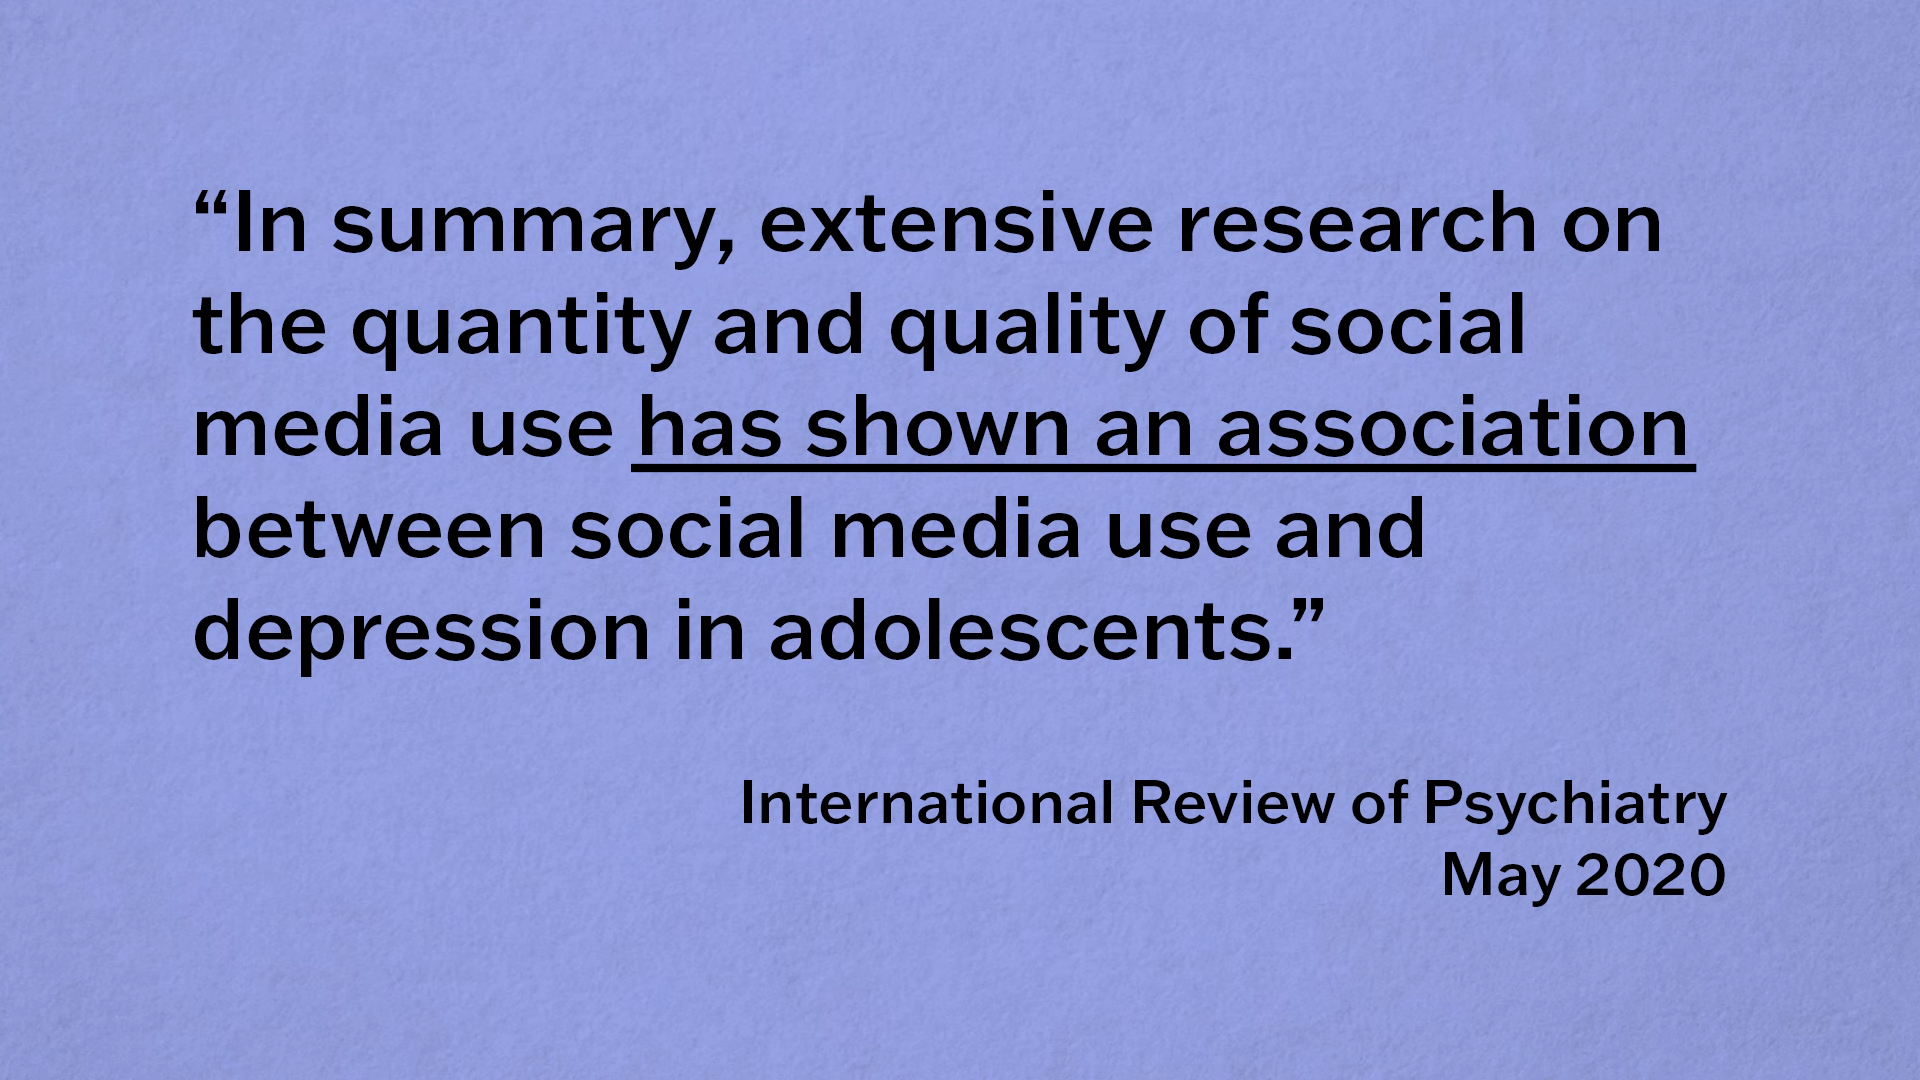 “In summary, extensive research on
the quantity and quality of social
media use has shown an association
between social media use and
depression in adolescents.”
International Review of Psychiatry
May 2020